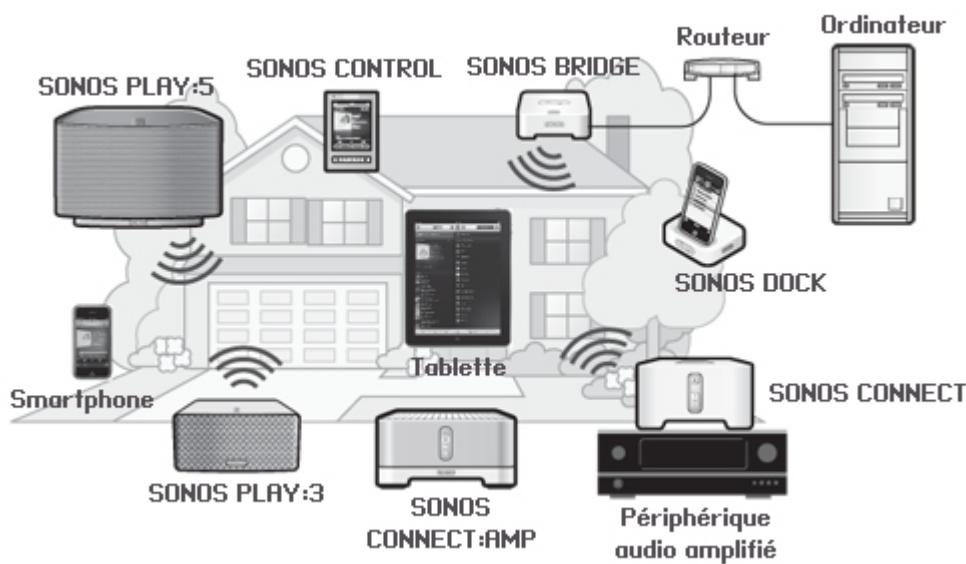 Ordinateur
Routeur
SONOS CONTROL
SONOS BRIDGE
SONOS PLAY:5
SONOS DOCK
Tablette
Smartphone
SONOS CONNECT
SONOS PLAY:3
SONOS
CONNECT:AMP
Périphérique
audio amplifié